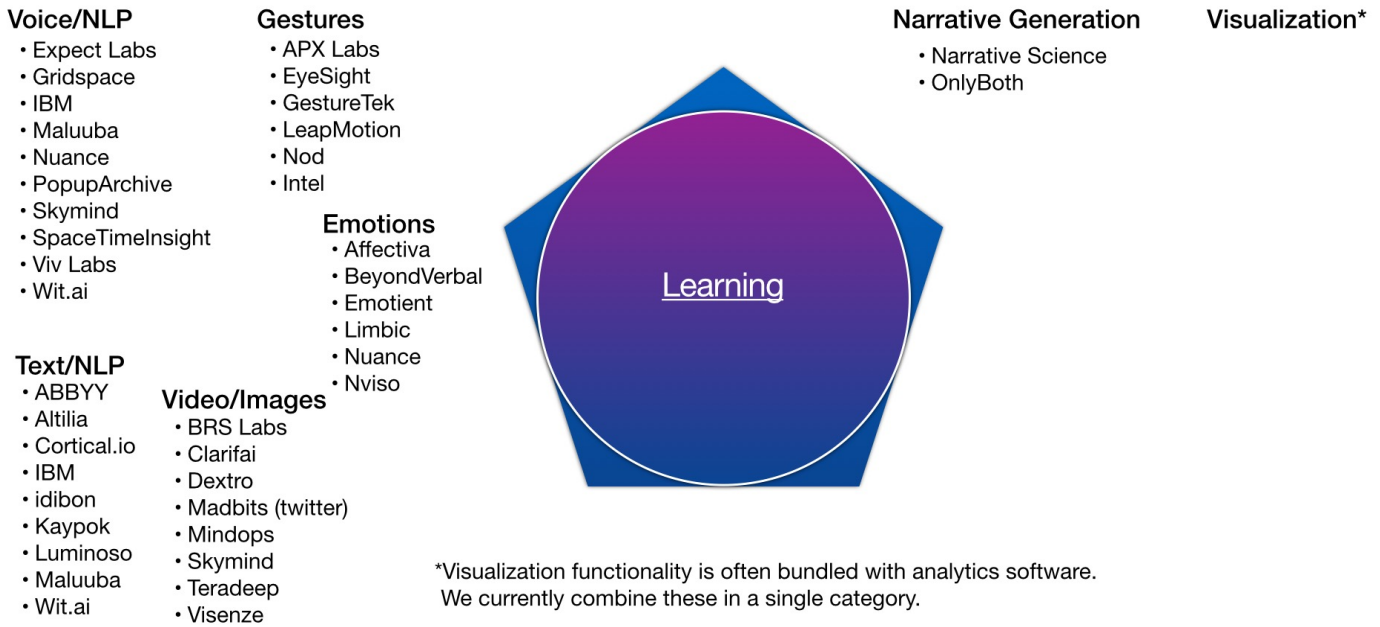 Voice/NLP
• Expect Labs
• Gridspace
• IBM
• Maluuba
• Nuance
• PopupArchive
• Skymind
• SpaceTimeInsight
• Viv Labs
• Wit.ai
Gestures
• APX Labs
• EyeSight
• GestureTek
• LeapMotion
• Nod
• Intel
Emotions
• Affectiva
• BeyondVerbal
• Emotient
• Limbic
• Nuance
• Nviso
Text/NLP
• ABBYY
• Altilia
• Cortical.io
• IBM
• idibon
• Kaypok
• Luminoso
• Maluuba
• Wit.ai
Video/Images
• BRS Labs
• Clarifai
• Dextro
• Madbits (twitter)
• Mindops
• Skymind
• Teradeep
• Visenze
Learning
Narrative Generation
• Narrative Science
• OnlyBoth
Visualization*
*Visualization functionality is often bundled with analytics software.
We currently combine these in a single category.